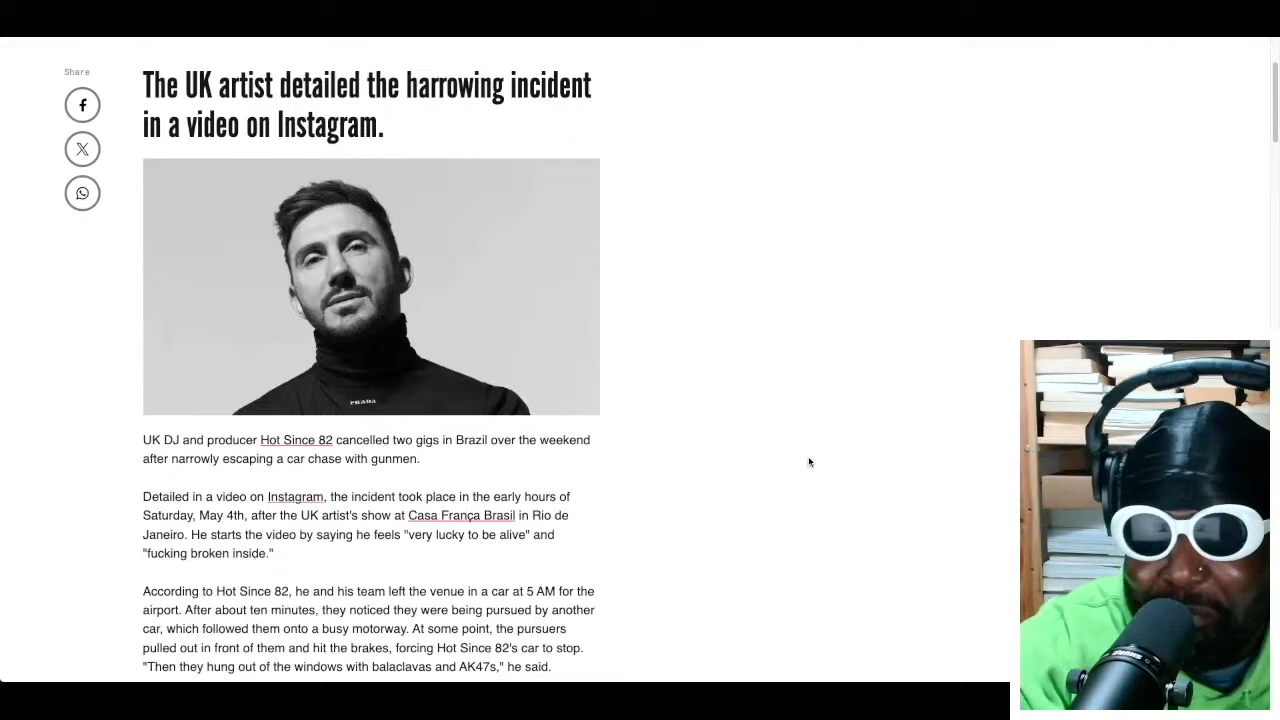 Share
The UK artist detailed the harrowing incident
in a video on Instagram.
PRADA
UK DJ and producer Hot Since 82 cancelled two gigs in Brazil over the weekend
after narrowly escaping a car chase with gunmen.
Detailed in a video on Instagram, the incident took place in the early hours of
Saturday, May 4th, after the UK artist's show at Casa França Brasil in Rio de
Janeiro. He starts the video by saying he feels "very lucky to be alive" and
"fucking broken inside."
According to Hot Since 82, he and his team left the venue in a car at 5 AM for the
airport. After about ten minutes, they noticed they were being pursued by another
car, which followed them onto a busy motorway. At some point, the pursuers
pulled out in front of them and hit the brakes, forcing Hot Since 82's car to stop.
"Then they hung out of the windows with balaclavas and AK47s," he said.